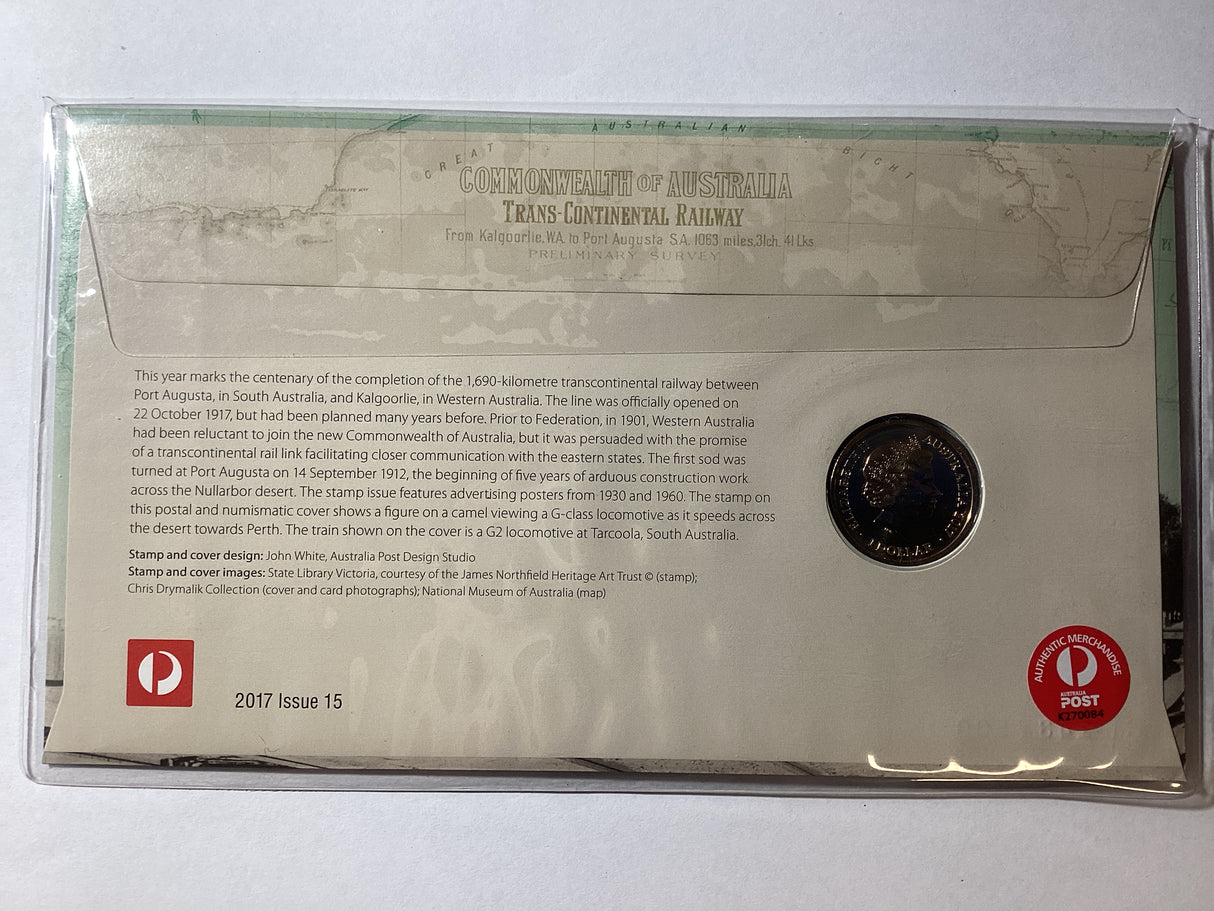 AUSTRALIAN
GREAT BIGHT
COMMONWEALTH OF AUSTRALIA
TRANS-CONTINENTAL RAILWAY
From Kalgoorlie, W.A. to Port Augusta S.A. 1063 miles, 31ch. 41 Lks
PRELIMINARY SURVEY
This year marks the centenary of the completion of the 1,690-kilometre transcontinental railway between
Port Augusta, in South Australia, and Kalgoorlie, in Western Australia. The line was officially opened on
22 October 1917, but had been planned many years before. Prior to Federation, in 1901, Western Australia
had been reluctant to join the new Commonwealth of Australia, but it was persuaded with the promise
of a transcontinental rail link facilitating closer communication with the eastern states. The first sod was
turned at Port Augusta on 14 September 1912, the beginning of five years of arduous construction work
across the Nullarbor desert. The stamp issue features advertising posters from 1930 and 1960. The stamp on
this postal and numismatic cover shows a figure on a camel viewing a G-class locomotive as it speeds across
the desert towards Perth. The train shown on the cover is a G2 locomotive at Tarcoola, South Australia.
Stamp and cover design: John White, Australia Post Design Studio
Stamp and cover images: State Library Victoria, courtesy of the James Northfield Heritage Art Trust © (stamp);
Chris Drymalik Collection (cover and card photographs); National Museum of Australia (map)
ELIZABETH II AUSTRALIA 2017
1 DOLLAR
2017 Issue 15
AUTHENTIC MERCHANDISE
AUSTRALIA
POST
K270084